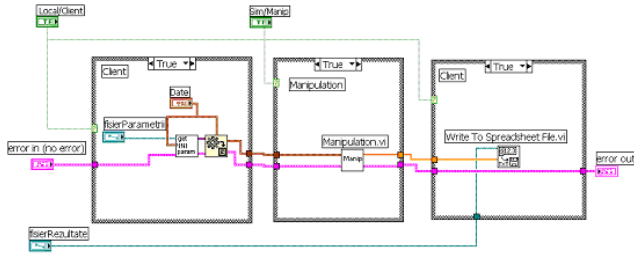 Local/Client
Sim/Manip
True
True
True
Client
Manipulation
Client
Date
fisierParametrii
get
INI
param
Manipulation.vi
Manip
Write To Spreadsheet File.vi
error in (no error)
error out
fisierRezultate